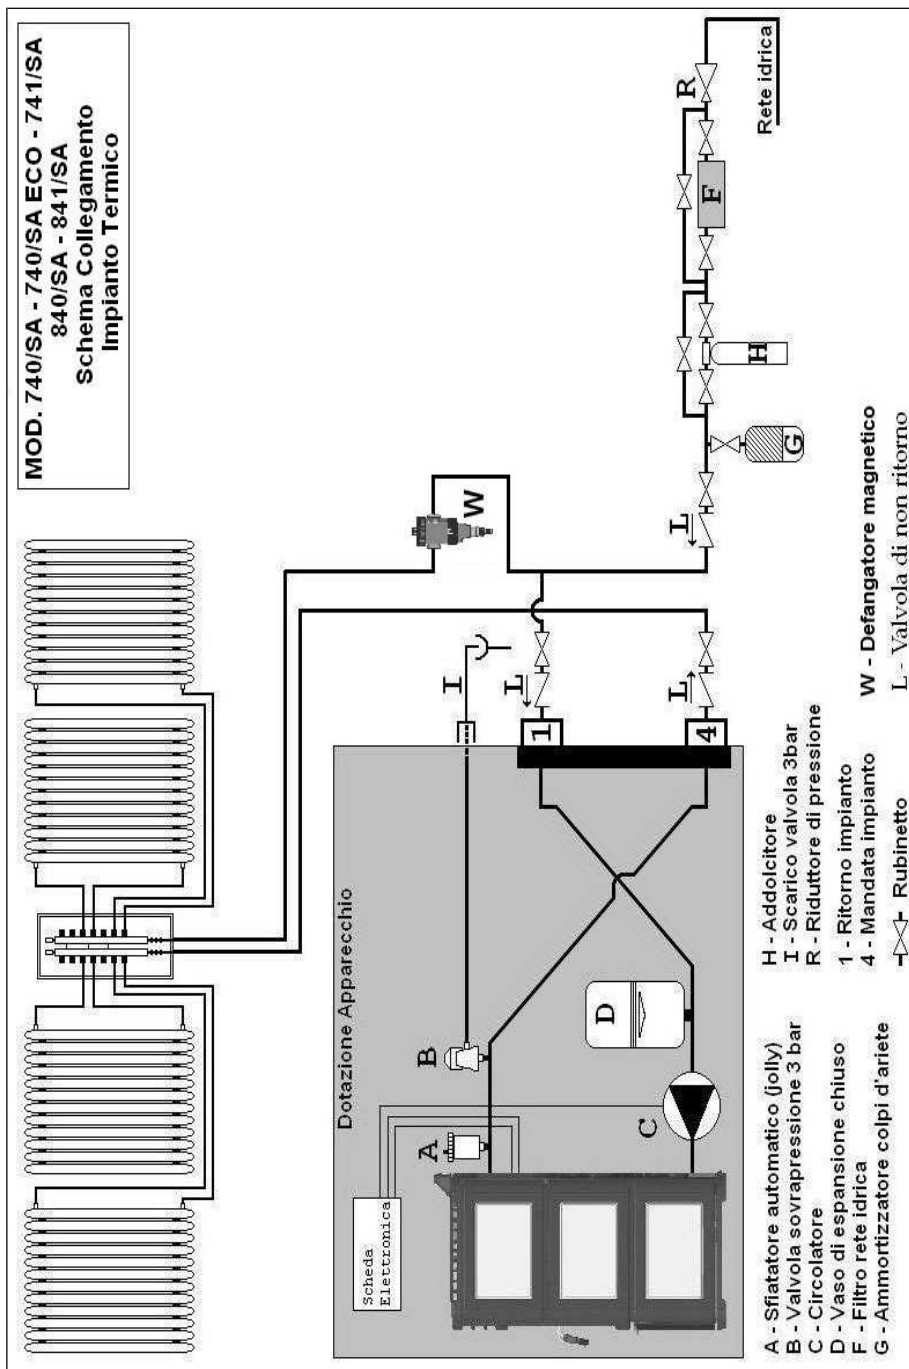 MOD. 740/SA - 740/SA ECO - 741/SA
840/SA - 841/SA
Schema Collegamento
Impianto Termico
R
Rete idrica
F
H
G
W
L
I
L
1
L
4
Dotazione Apparecchio
B
D
A
C
Scheda
Elettronica
A - Sfiatatore automatico (jolly)
B - Valvola sovrapressione 3 bar
C - Circolatore
D - Vaso di espansione chiuso
F - Filtro rete idrica
G - Ammortizzatore colpi d'ariete
H - Addolcitore
I - Scarico valvola 3bar
R - Riduttore di pressione
1 - Ritorno impianto
4 - Mandata impianto
- Rubinetto
W - Defangatore magnetico
L - Valvola di non ritorno